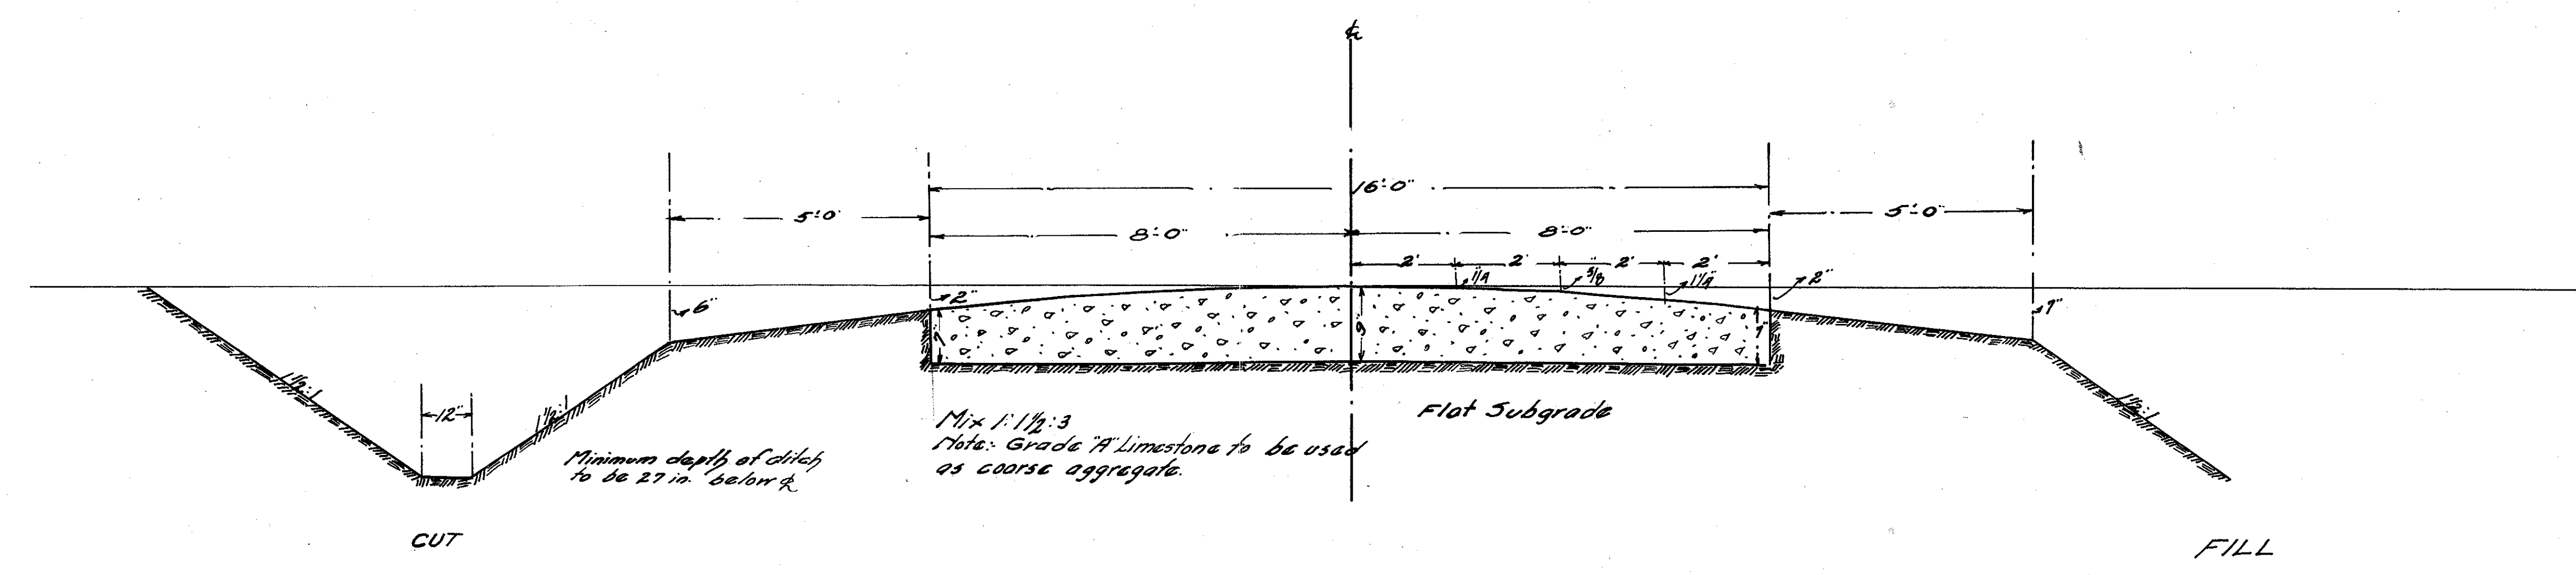 ℄
16'-0"
5'-0"
5'-0"
8'-0"
8'-0"
2' 2' 2' 2'
1/4 5/8" 1 1/4" 2"
2"
6"
7"
9"
7"
1 1/2:1
12"
1 1/2:1
1 1/2:1
Mix 1:1 1/2:3
Note:- Grade "A" Limestone to be used
as coarse aggregate.
Flat Subgrade
Minimum depth of ditch
to be 27 in. below ℄
CUT
FILL